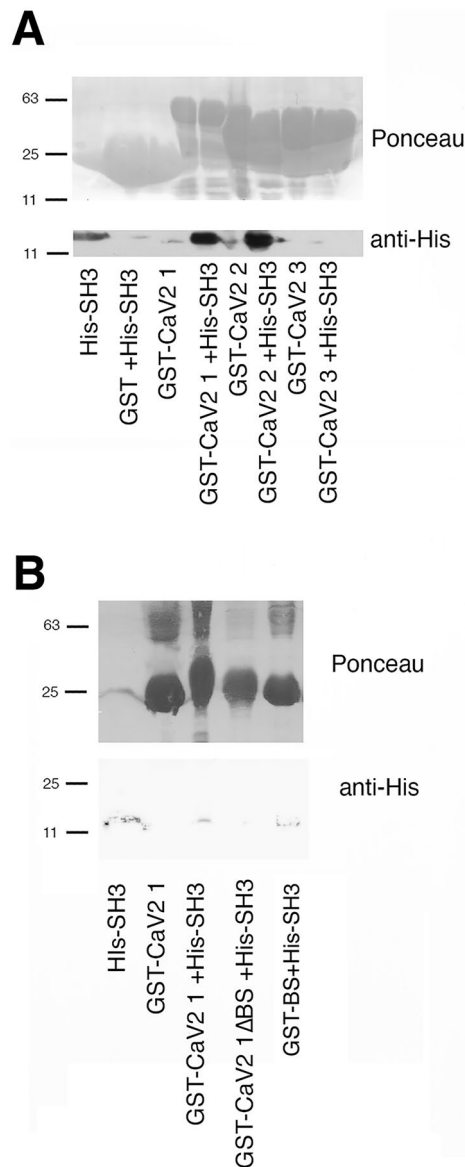 A
63
25
11
Ponceau
11
anti-His
His-SH3
GST +His-SH3
GST-CaV2 1
GST-CaV2 1 +His-SH3
GST-CaV2 2
GST-CaV2 2 +His-SH3
GST-CaV2 3
GST-CaV2 3 +His-SH3
B
63
25
Ponceau
25
11
anti-His
HIs-SH3
GST-CaV2 1
GST-CaV2 1 +His-SH3
GST-CaV2 1ΔBS +His-SH3
GST-BS+His-SH3